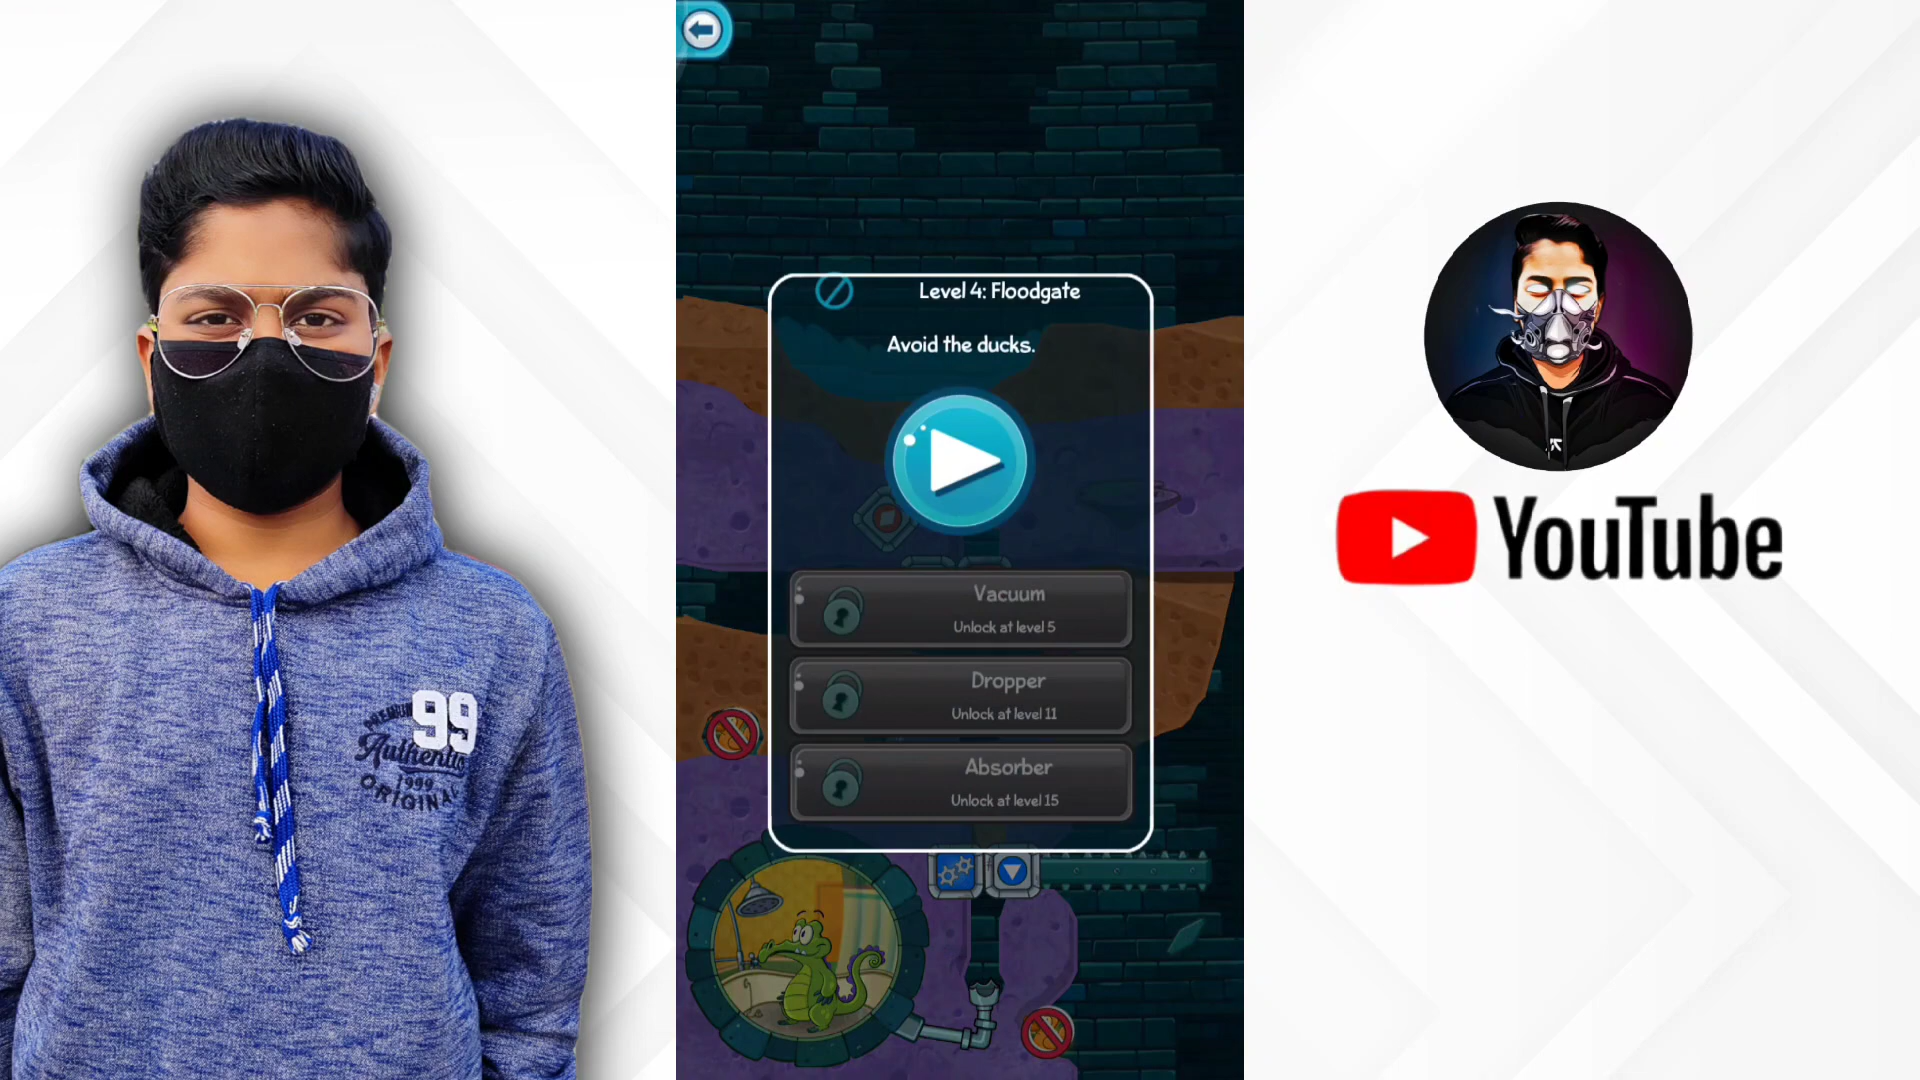 Level 4: Floodgate
Avoid the ducks.
Vacuum
Unlock at level 5
Dropper
Unlock at level 11
Absorber
Unlock at level 15
PREMIUM 99
Authentic
1999
ORIGINAL
YouTube